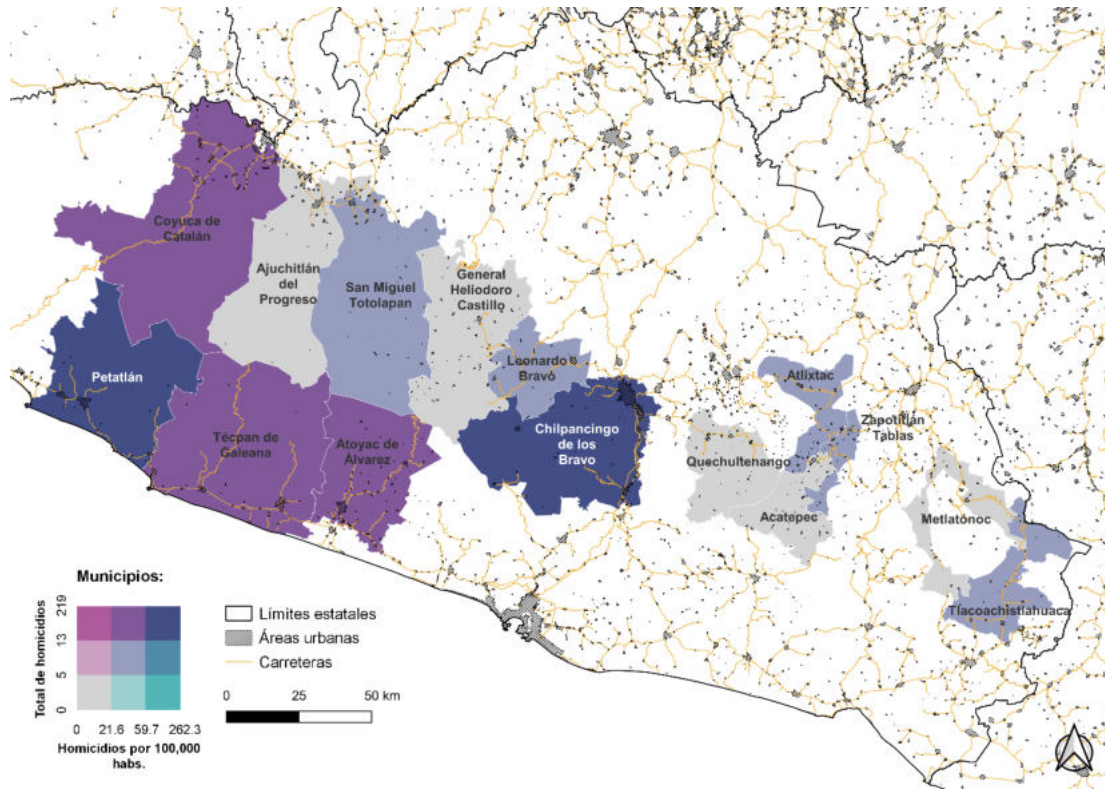 Coyuca de
Catalán
Ajuchitlán
del
Progreso
San Miguel
Totolapan
General
Heliodoro
Castillo
Petatlán
Leonardo
Bravo
Atlixtac
Técpan de
Galeana
Atoyac de
Álvarez
Chilpancingo
de los
Bravo
Zapotitlán
Tablas
Quechultenango
Acatepec
Metlatónoc
Tlacoachistlahuaca
Municipios:
Total de homicidios
219
13
5
0
0 21.6 59.7 262.3
Homicidios por 100,000
habs.
Límites estatales
Áreas urbanas
Carreteras
0 25 50 km